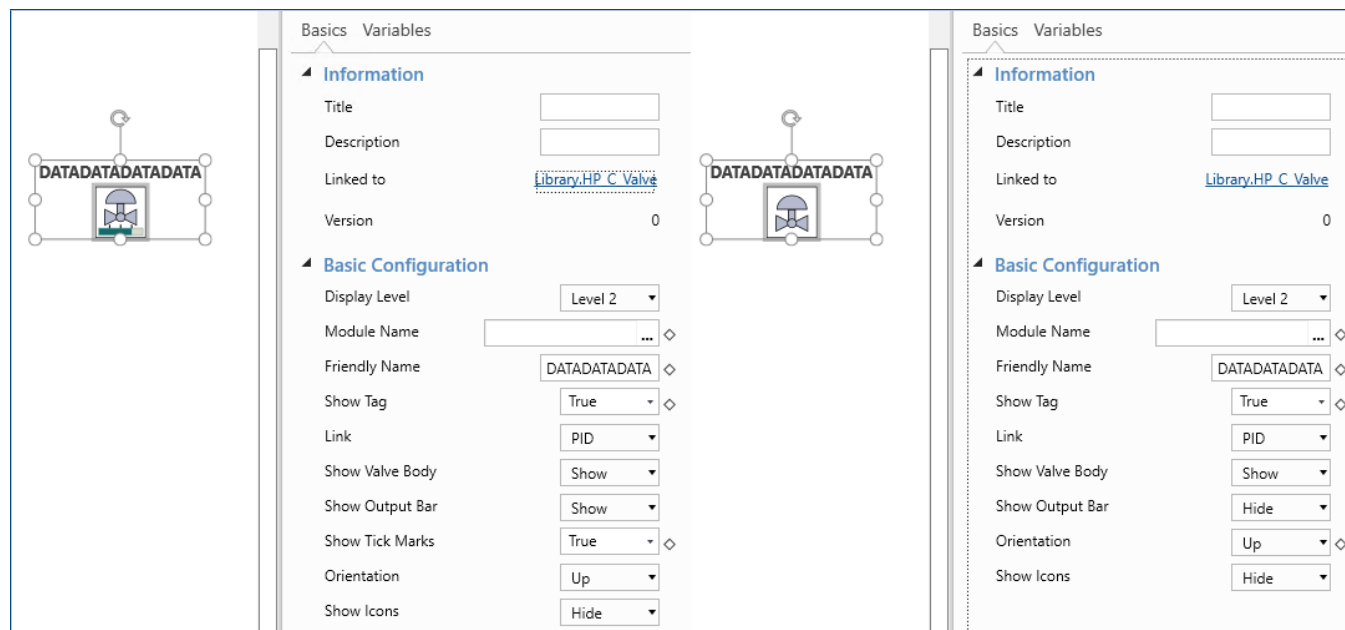 Basics Variables
Information
Title
Description
DATADATADATADATA
Linked to Library.HP_C_Valve
Version 0
Basic Configuration
Display Level Level 2
Module Name ...
Friendly Name DATADATADATA
Show Tag True
Link PID
Show Valve Body Show
Show Output Bar Show
Show Tick Marks True
Orientation Up
Show Icons Hide
Basics Variables
Information
Title
Description
DATADATADATADATA
Linked to Library.HP_C_Valve
Version 0
Basic Configuration
Display Level Level 2
Module Name ...
Friendly Name DATADATADATA
Show Tag True
Link PID
Show Valve Body Show
Show Output Bar Hide
Orientation Up
Show Icons Hide